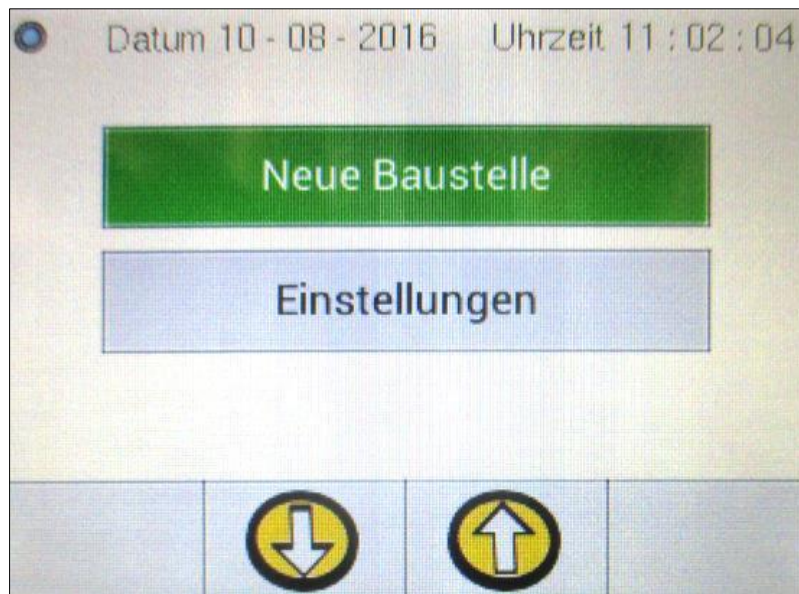 Datum 10 - 08 - 2016 Uhrzeit 11 : 02 : 04
Neue Baustelle
Einstellungen